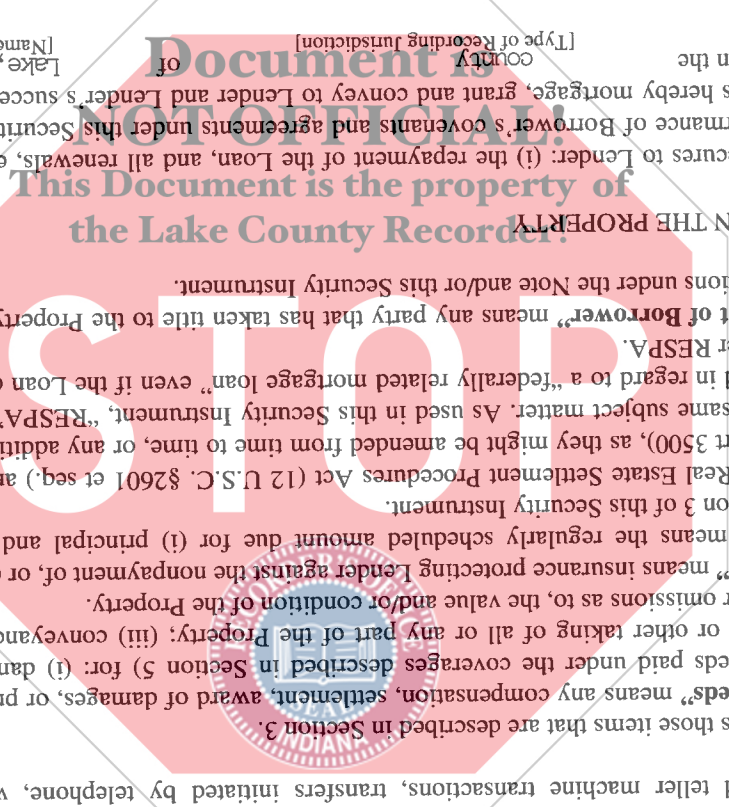 Document is
NOT OFFICIAL!
This Document is the property of
the Lake County Recorder!
STOP
RECORDER
SEAL
INDIANA
teller machine transactions, transfers initiated by telephone,
s those items that are described in Section 3.
eds” means any compensation, settlement, award of damages, or pr
eds paid under the coverages described in Section 5) for: (i) dam
or other taking of all or any part of the Property; (iii) conveyanc
r omissions as to, the value and/or condition of the Property.
” means insurance protecting Lender against the nonpayment of, or
means the regularly scheduled amount due for (i) principal and
on 3 of this Security Instrument.
Real Estate Settlement Procedures Act (12 U.S.C. §2601 et seq.) an
rt 3500), as they might be amended from time to time, or any additi
same subject matter. As used in this Security Instrument, “RESPA”
d in regard to a “federally related mortgage loan” even if the Loan
er RESPA.
t of Borrower” means any party that has taken title to the Property
tions under the Note and/or this Security Instrument.
N THE PROPERTY
cures to Lender: (i) the repayment of the Loan, and all renewals, e
rmance of Borrower’s covenants and agreements under this Securit
s hereby mortgage, grant and convey to Lender and Lender’s succes
n the county of Lake,
[Type of Recording Jurisdiction] [Name